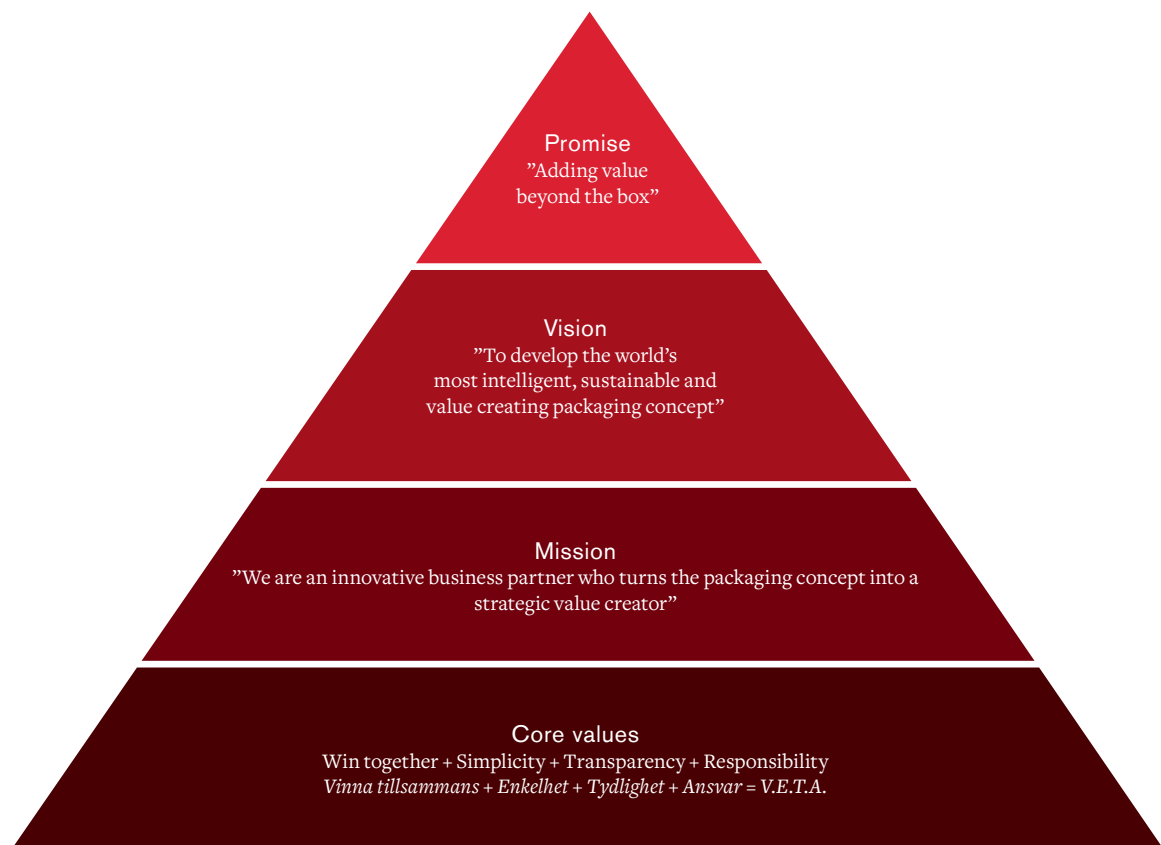 Promise
”Adding value
beyond the box”
Vision
”To develop the world’s
most intelligent, sustainable and
value creating packaging concept”
Mission
”We are an innovative business partner who turns the packaging concept into a
strategic value creator”
Core values
Win together + Simplicity + Transparency + Responsibility
Vinna tillsammans + Enkelhet + Tydlighet + Ansvar = V.E.T.A.